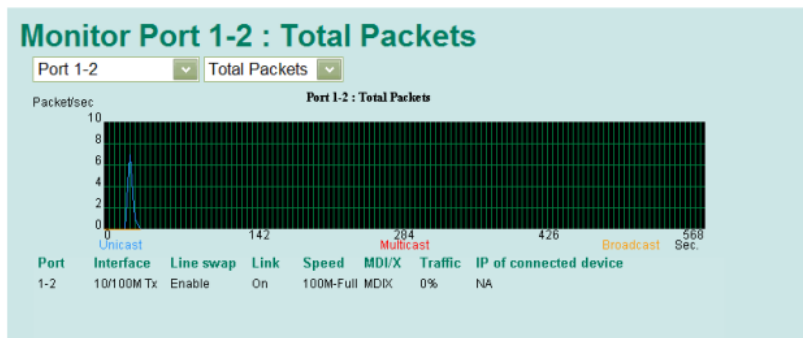 Monitor Port 1-2 : Total Packets
Port 1-2 Total Packets
Packet/sec Port 1-2 : Total Packets
10
8
6
4
2
0
0 142 284 426 568
Unicast Multicast Broadcast Sec.
Port Interface Line swap Link Speed MDI/X Traffic IP of connected device
1-2 10/100M Tx Enable On 100M-Full MDIX 0% NA